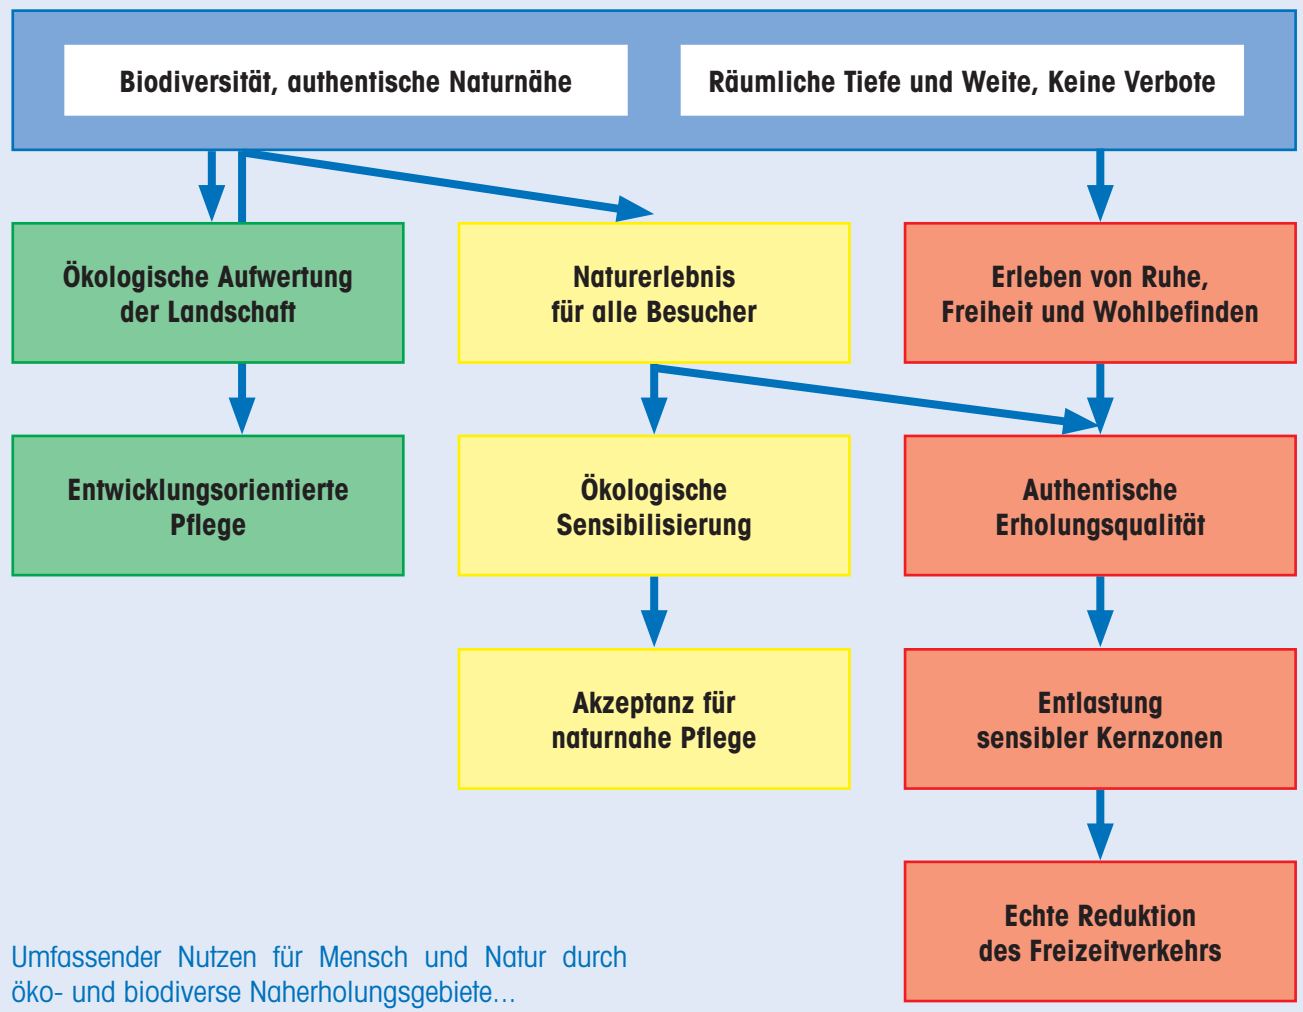 Biodiversität, authentische Naturnähe
Räumliche Tiefe und Weite, Keine Verbote
Ökologische Aufwertung
der Landschaft
Naturerlebnis
für alle Besucher
Erleben von Ruhe,
Freiheit und Wohlbefinden
Entwicklungsorientierte
Pflege
Ökologische
Sensibilisierung
Authentische
Erholungsqualität
Akzeptanz für
naturnahe Pflege
Entlastung
sensibler Kernzonen
Echte Reduktion
des Freizeitverkehrs
Umfassender Nutzen für Mensch und Natur durch
öko- und biodiverse Naherholungsgebiete...